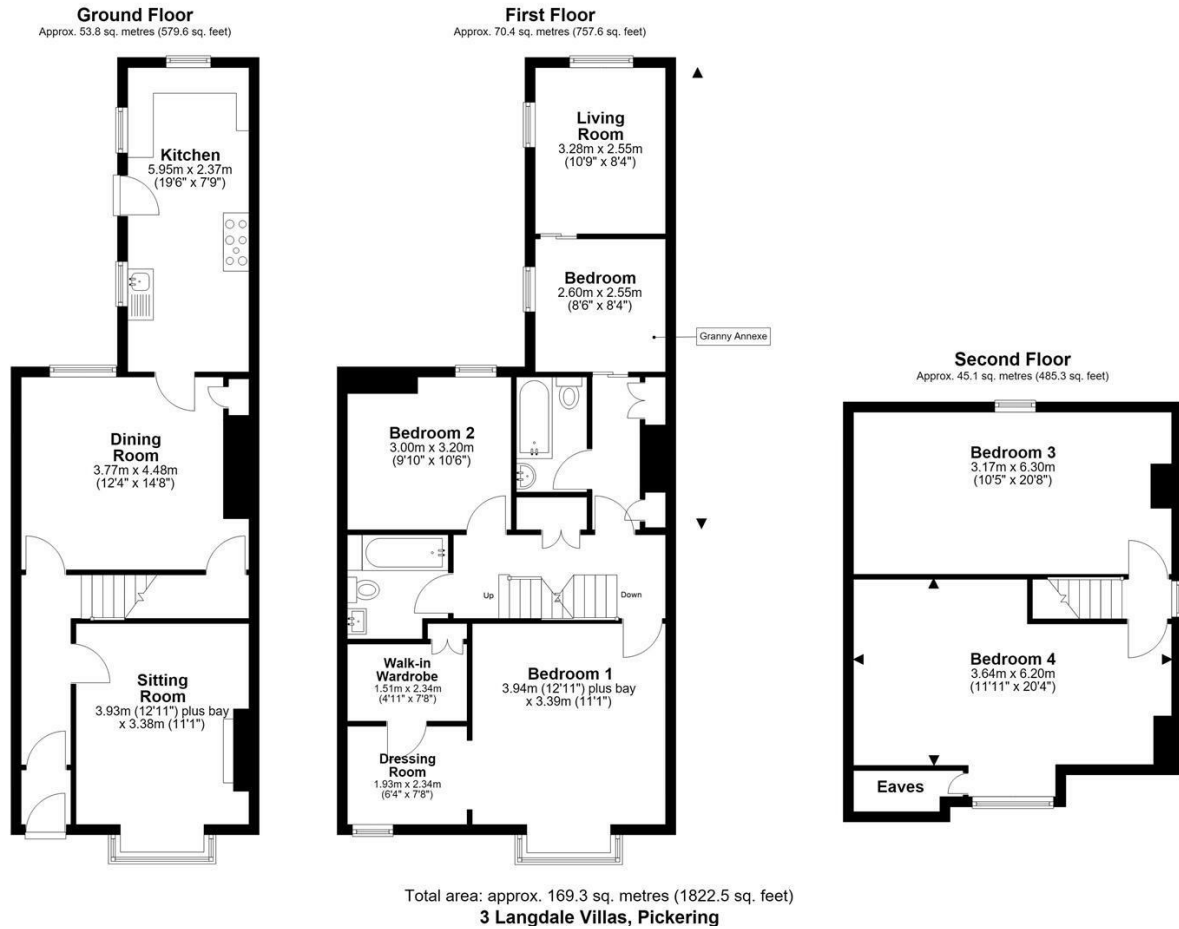 Ground Floor
Approx. 53.8 sq. metres (579.6 sq. feet)
Kitchen
5.95m x 2.37m
(19'6" x 7'9")
Dining
Room
3.77m x 4.48m
(12'4" x 14'8")
Sitting
Room
3.93m (12'11") plus bay
x 3.38m (11'1")
First Floor
Approx. 70.4 sq. metres (757.6 sq. feet)
Living
Room
3.28m x 2.55m
(10'9" x 8'4")
Bedroom
2.60m x 2.55m
(8'6" x 8'4")
Granny Annexe
Bedroom 2
3.00m x 3.20m
(9'10" x 10'6")
Up
Down
Walk-in
Wardrobe
1.51m x 2.34m
(4'11" x 7'8")
Bedroom 1
3.94m (12'11") plus bay
x 3.39m (11'1")
Dressing
Room
1.93m x 2.34m
(6'4" x 7'8")
Second Floor
Approx. 45.1 sq. metres (485.3 sq. feet)
Bedroom 3
3.17m x 6.30m
(10'5" x 20'8")
Bedroom 4
3.64m x 6.20m
(11'11" x 20'4")
Eaves
Total area: approx. 169.3 sq. metres (1822.5 sq. feet)
3 Langdale Villas, Pickering